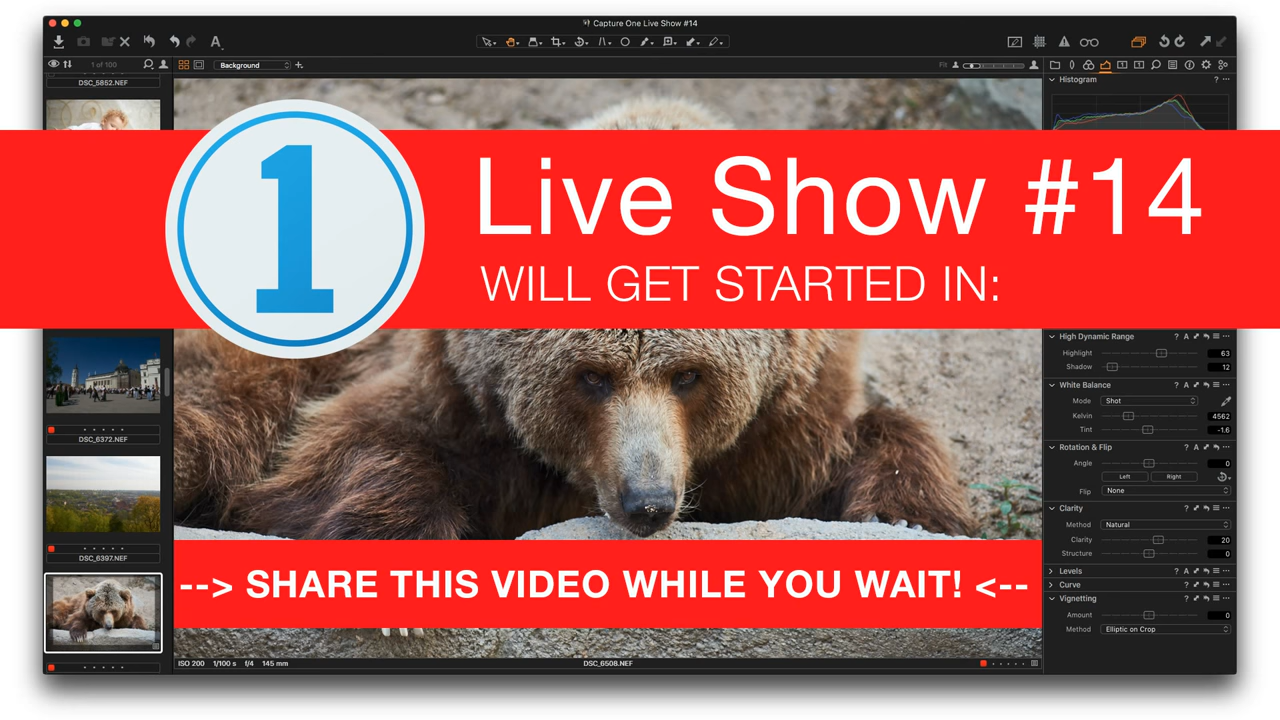 Capture One Live Show #14
1 of 100
Background
Fit
DSC_5852.NEF
Histogram
1
Live Show #14
WILL GET STARTED IN:
High Dynamic Range
Highlight 63
Shadow 12
White Balance
Mode Shot
Kelvin 4562
Tint -1.6
DSC_6372.NEF
Rotation & Flip
Angle 0
Left Right
Flip None
Clarity
Method Natural
Clarity 20
Structure 0
DSC_6397.NEF
Levels
Curve
Vignetting
Amount 0
Method Elliptic on Crop
--> SHARE THIS VIDEO WHILE YOU WAIT! <--
ISO 200 1/100 s f/4 145 mm
DSC_6508.NEF